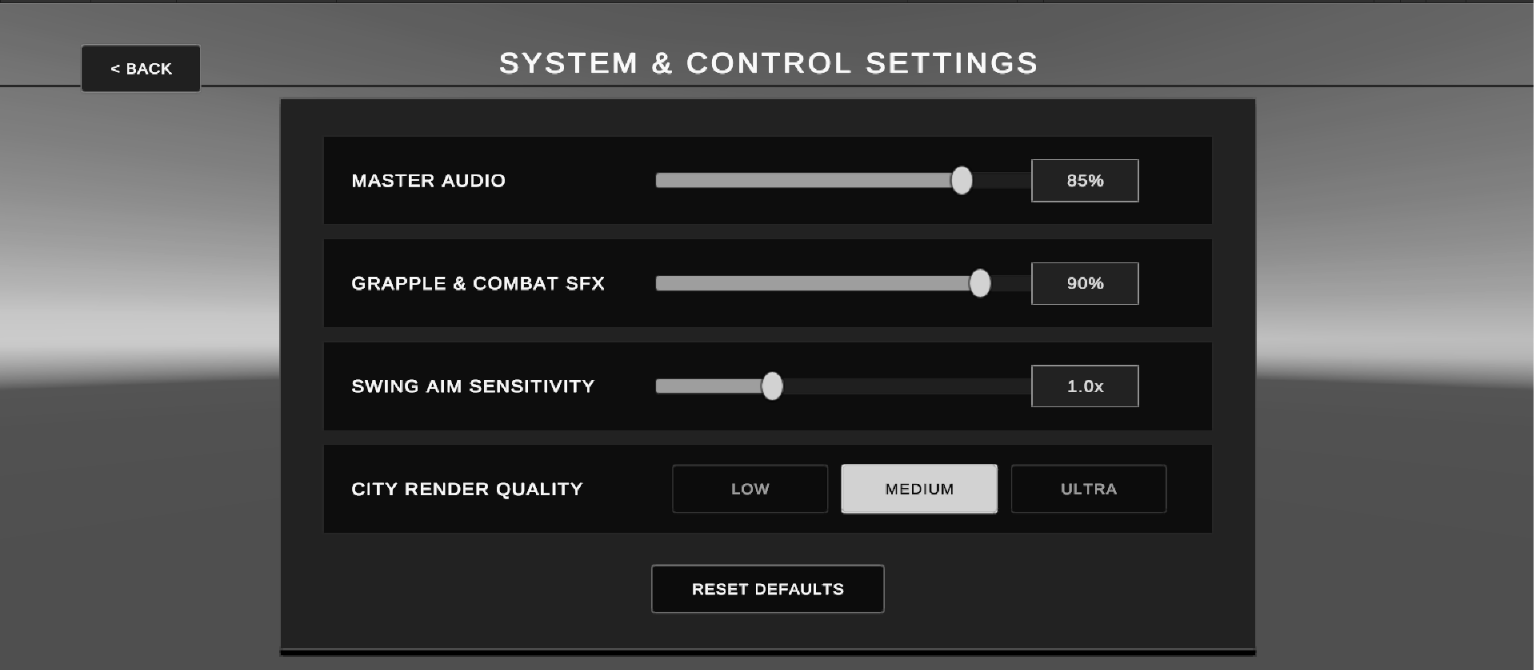 < BACK
SYSTEM & CONTROL SETTINGS
MASTER AUDIO 85%
GRAPPLE & COMBAT SFX 90%
SWING AIM SENSITIVITY 1.0x
CITY RENDER QUALITY LOW MEDIUM ULTRA
RESET DEFAULTS